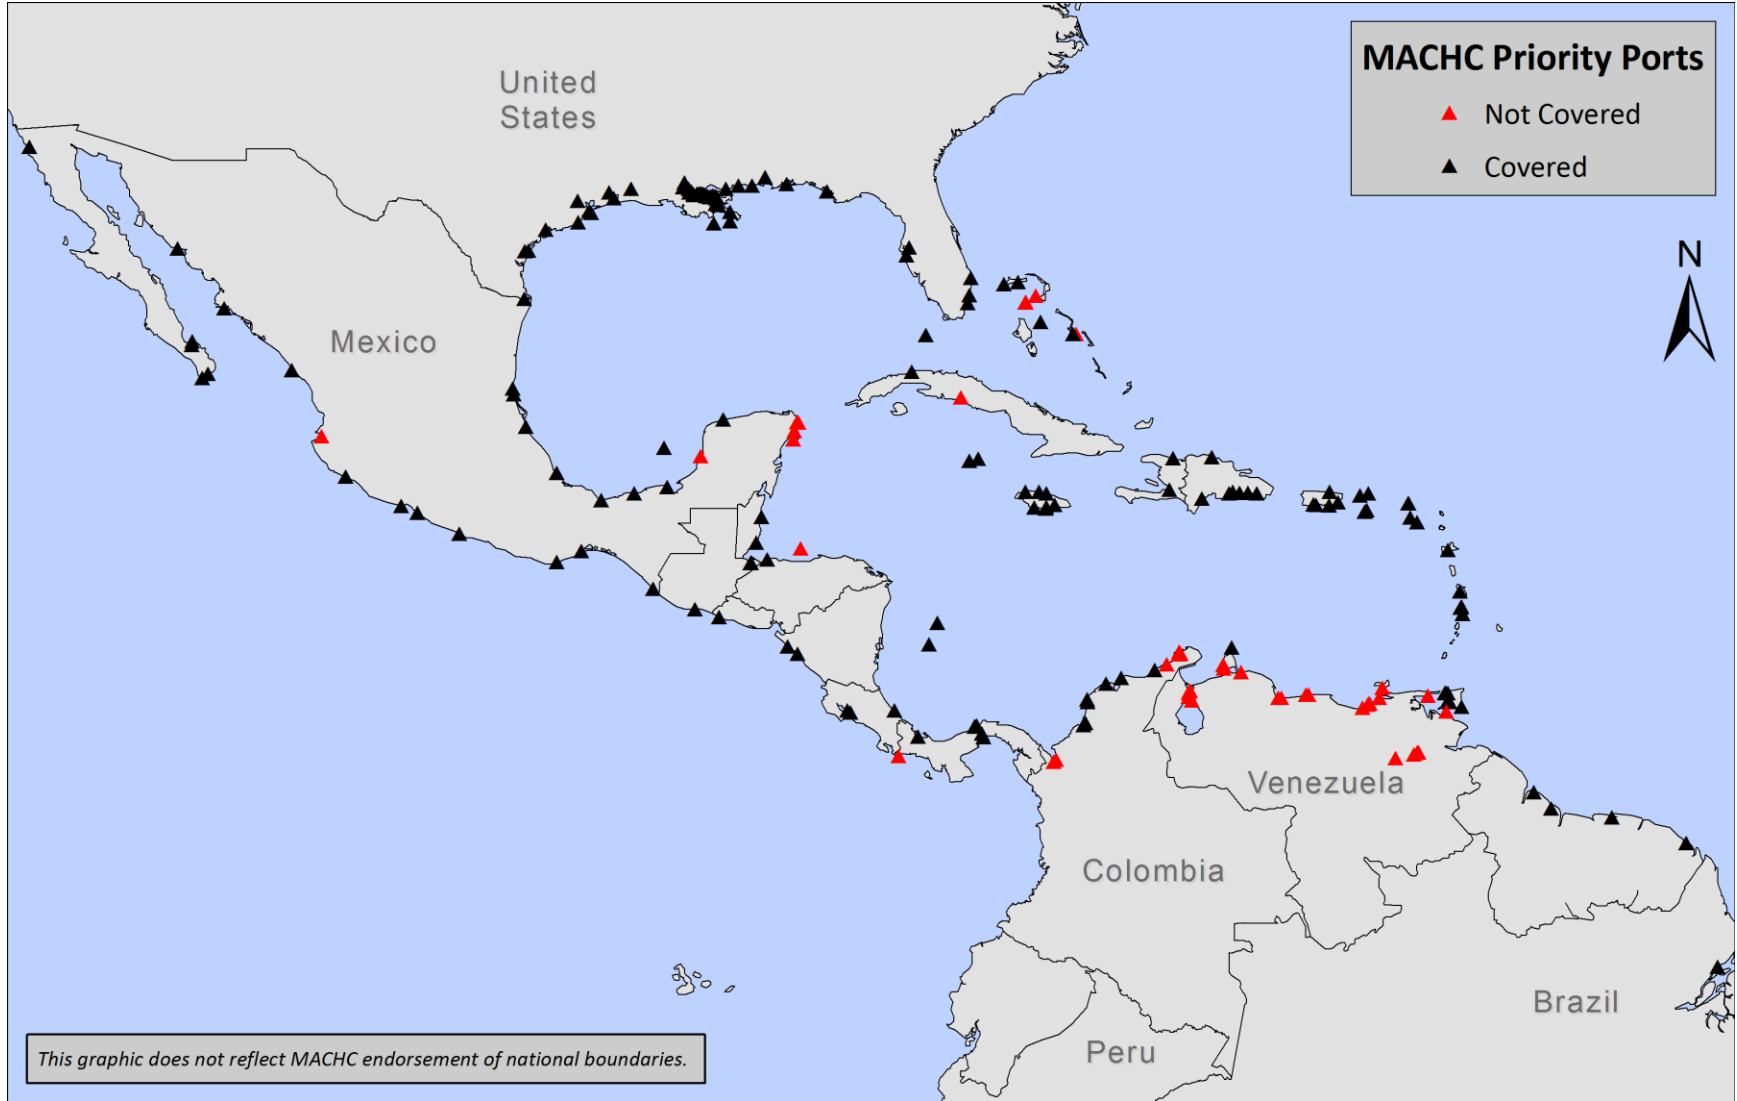 United
States
MACHC Priority Ports
Not Covered
Covered
N
Mexico
Venezuela
Colombia
Brazil
Peru
This graphic does not reflect MACHC endorsement of national boundaries.